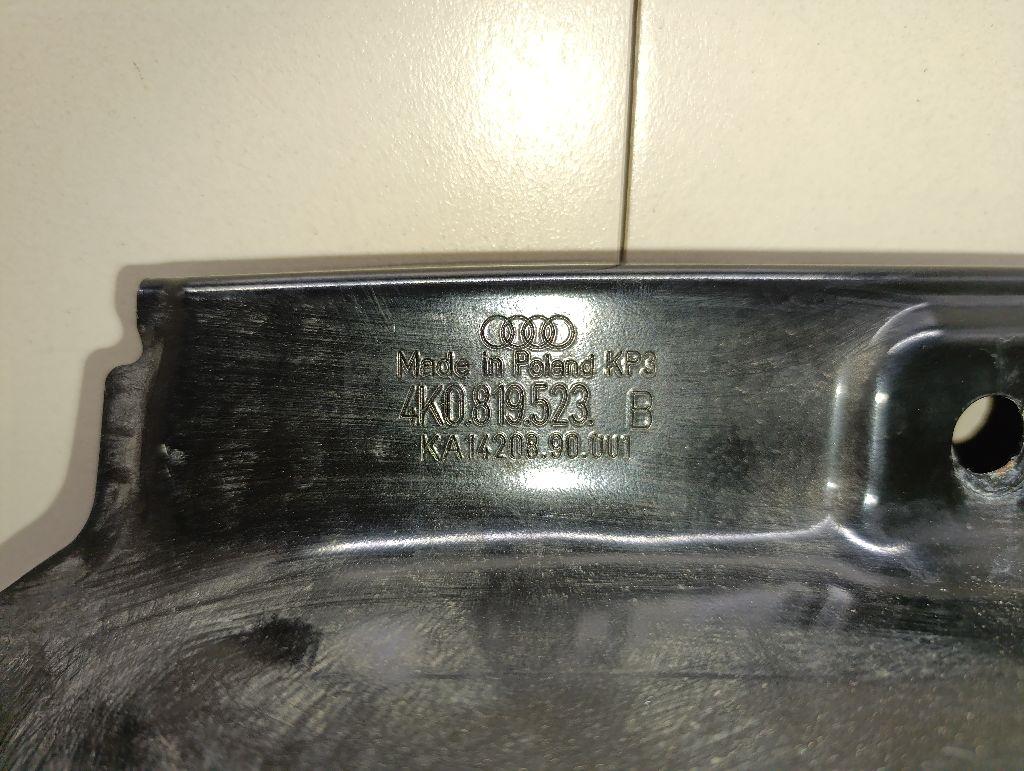 Made in Poland KP3
4K0.819.523. B
KA14208.90.001